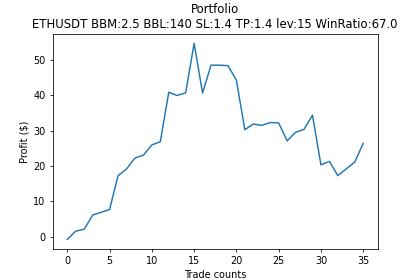 Portfolio
ETHUSDT BBM:2.5 BBL:140 SL:1.4 TP:1.4 lev:15 WinRatio:67.0
50
40
30
20
10
0
Profit ($)
0 5 10 15 20 25 30 35
Trade counts